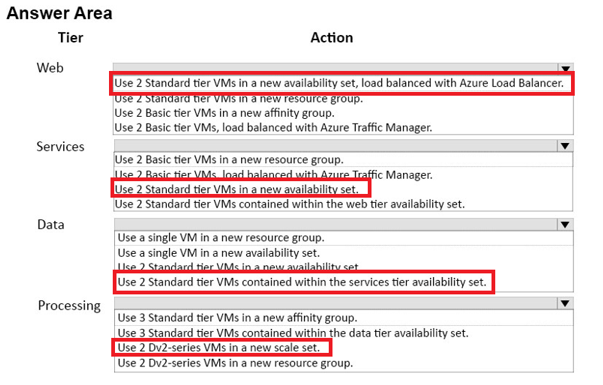 Answer Area
Tier Action
Web
Use 2 Standard tier VMs in a new availability set, load balanced with Azure Load Balancer.
Use 2 Standard tier VMs in a new resource group.
Use 2 Basic tier VMs in a new affinity group.
Use 2 Basic tier VMs, load balanced with Azure Traffic Manager.
Services
Use 2 Basic tier VMs in a new resource group.
Use 2 Basic tier VMs, load balanced with Azure Traffic Manager.
Use 2 Standard tier VMs in a new availability set.
Use 2 Standard tier VMs contained within the web tier availability set.
Data
Use a single VM in a new resource group.
Use a single VM in a new availability set.
Use 2 Standard tier VMs in a new availability set
Use 2 Standard tier VMs contained within the services tier availability set.
Processing
Use 3 Standard tier VMs in a new affinity group.
Use 3 Standard tier VMs contained within the data tier availability set.
Use 2 Dv2-series VMs in a new scale set.
Use 2 Dv2-series VMs in a new resource group.